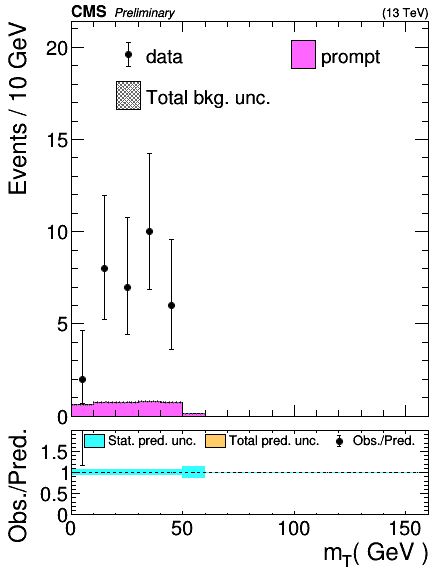 CMS Preliminary (13 TeV)
Events / 10 GeV
data
prompt
Total bkg. unc.
20
15
10
5
0
Obs./Pred.
Stat. pred. unc. Total pred. unc. Obs./Pred.
1.5
1
0.5
0
0 50 100 150
m_T( GeV )